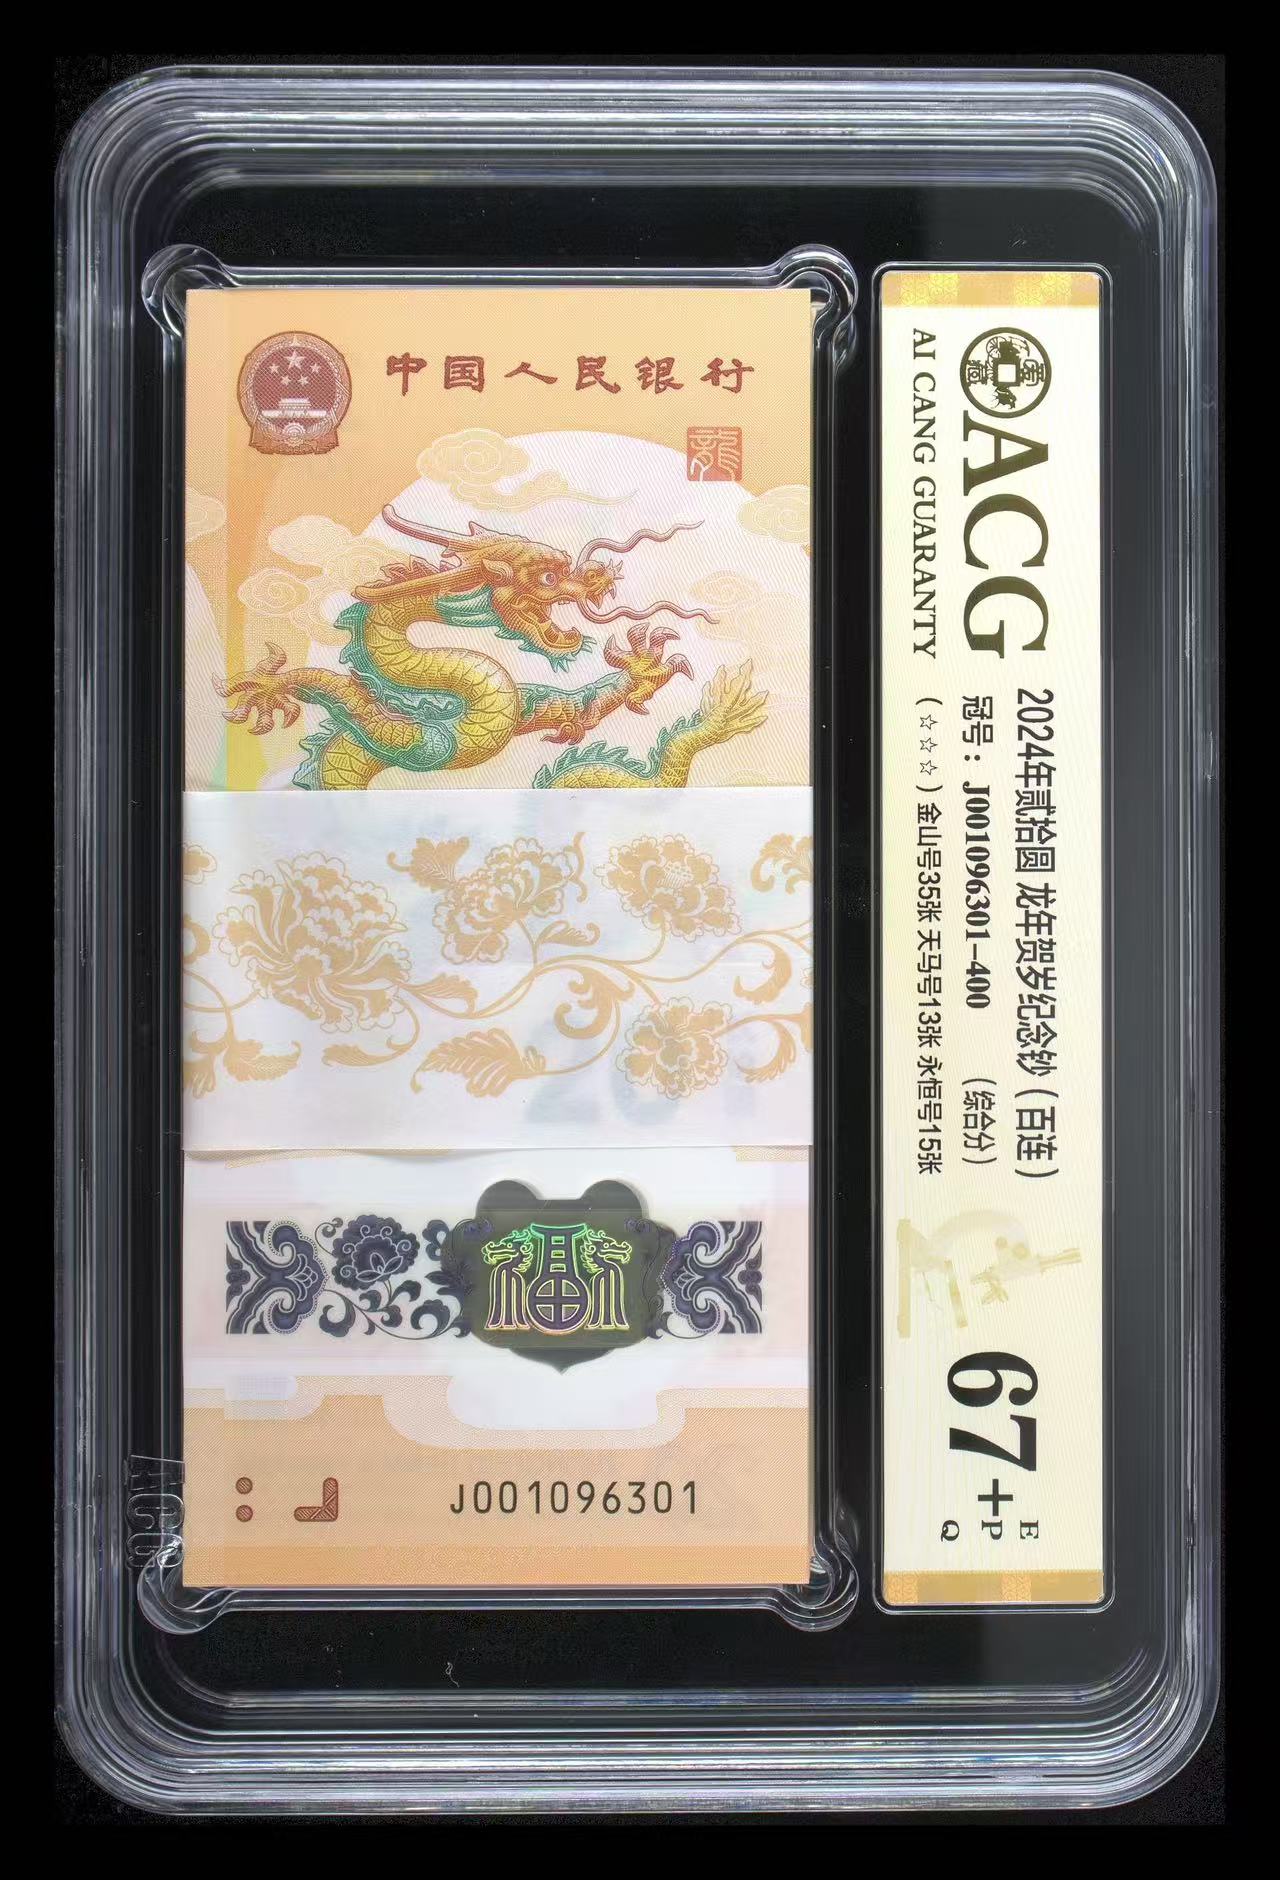 中国人民银行
龍
福
J001096301
ACG
ACG
AI CANG GUARANTY
2024年贰拾圆 龙年贺岁纪念钞（百连）
冠号：J001096301-400 （综合分）
（☆☆☆）金山号35张 天马号13张 永恒号15张
67+
E
P
Q